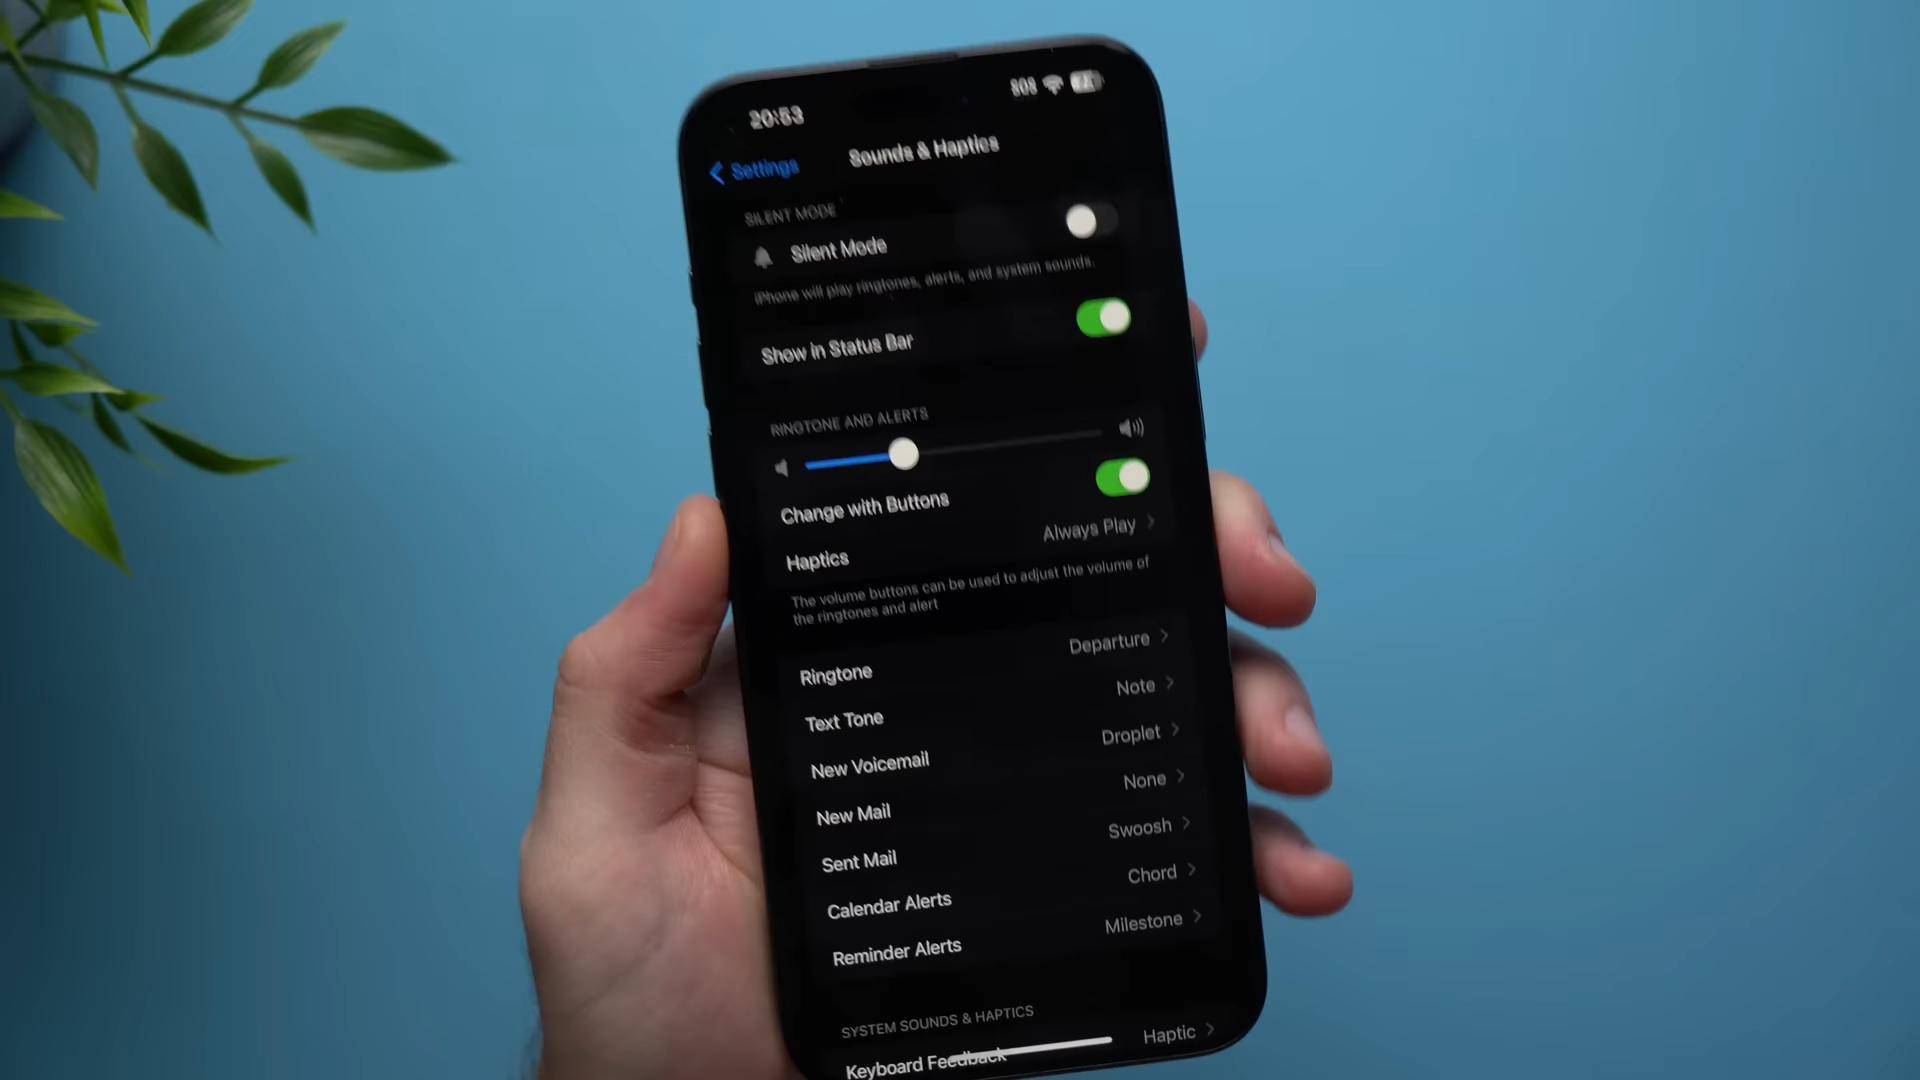 20:53
SOS
Settings
Sounds & Haptics
SILENT MODE
Silent Mode
iPhone will play ringtones, alerts, and system sounds.
Show in Status Bar
RINGTONE AND ALERTS
Change with Buttons
Haptics Always Play
The volume buttons can be used to adjust the volume of
the ringtones and alert
Ringtone Departure
Text Tone Note
New Voicemail Droplet
New Mail None
Sent Mail Swoosh
Calendar Alerts Chord
Reminder Alerts Milestone
SYSTEM SOUNDS & HAPTICS
Keyboard Feedback Haptic